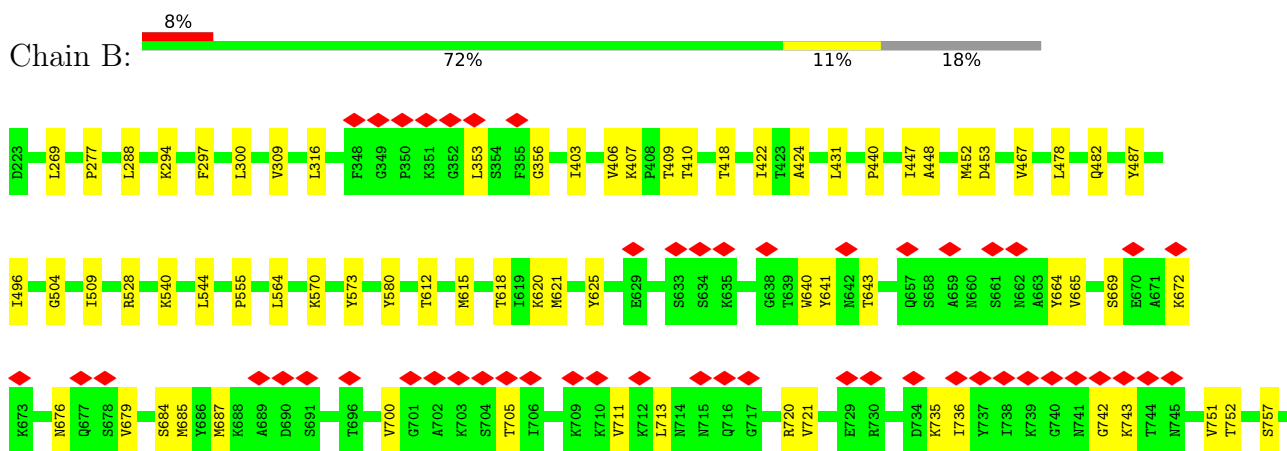 8%
Chain B:
72% 11% 18%
D223 L269 P277 L288 K294 F297 L300 V309 L316 F348 G349 P350 K351 G352 L353 S354 F355 G356 I403 V406 K407 P408 T409 T410 T418 I422 T423 A424 L431 P440 I447 A448 M452 D453 V467 L478 Q482 Y487
I496 G504 I509 R528 K540 L544 P555 L564 K570 Y573 Y580 T612 M615 T618 I619 K620 M621 Y625 E629 S633 S634 K635 G638 T639 W640 Y641 N642 T643 Q657 S658 A659 N660 S661 N662 A663 Y664 V665 S669 E670 A671 K672
K673 N676 Q677 S678 V679 S684 M685 Y686 M687 K688 A689 D690 S691 T696 V700 G701 A702 K703 S704 T705 I706 K709 K710 V711 K712 L713 N714 N715 Q716 G717 R720 V721 E729 R730 D734 K735 I736 Y737 I738 K739 G740 N741 G742 K743 T744 N745 V751 T752 S757